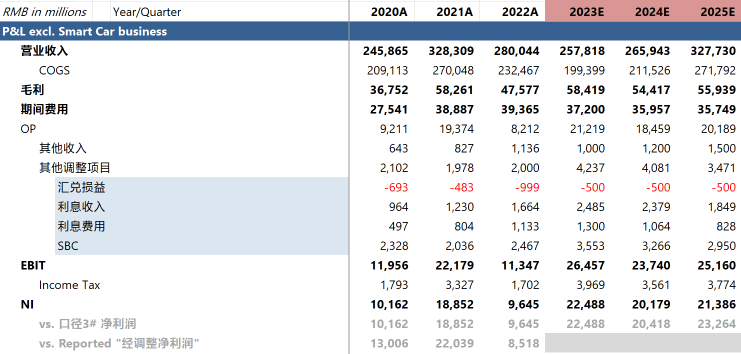 RMB in millions Year/Quarter 2020A 2021A 2022A 2023E 2024E 2025E
P&L excl. Smart Car business
营业收入 245,865 328,309 280,044 257,818 265,943 327,730
COGS 209,113 270,048 232,467 199,399 211,526 271,792
毛利 36,752 58,261 47,577 58,419 54,417 55,939
期间费用 27,541 38,887 39,365 37,200 35,957 35,749
OP 9,211 19,374 8,212 21,219 18,459 20,189
其他收入 643 827 1,136 1,000 1,200 1,500
其他调整项目 2,102 1,978 2,000 4,237 4,081 3,471
汇兑损益 -693 -483 -999 -500 -500 -500
利息收入 964 1,230 1,664 2,485 2,379 1,849
利息费用 497 804 1,133 1,300 1,064 828
SBC 2,328 2,036 2,467 3,553 3,266 2,950
EBIT 11,956 22,179 11,347 26,457 23,740 25,160
Income Tax 1,793 3,327 1,702 3,969 3,561 3,774
NI 10,162 18,852 9,645 22,488 20,179 21,386
vs. 口径3# 净利润 10,162 18,852 9,645 22,488 20,418 23,264
vs. Reported "经调整净利润" 13,006 22,039 8,518